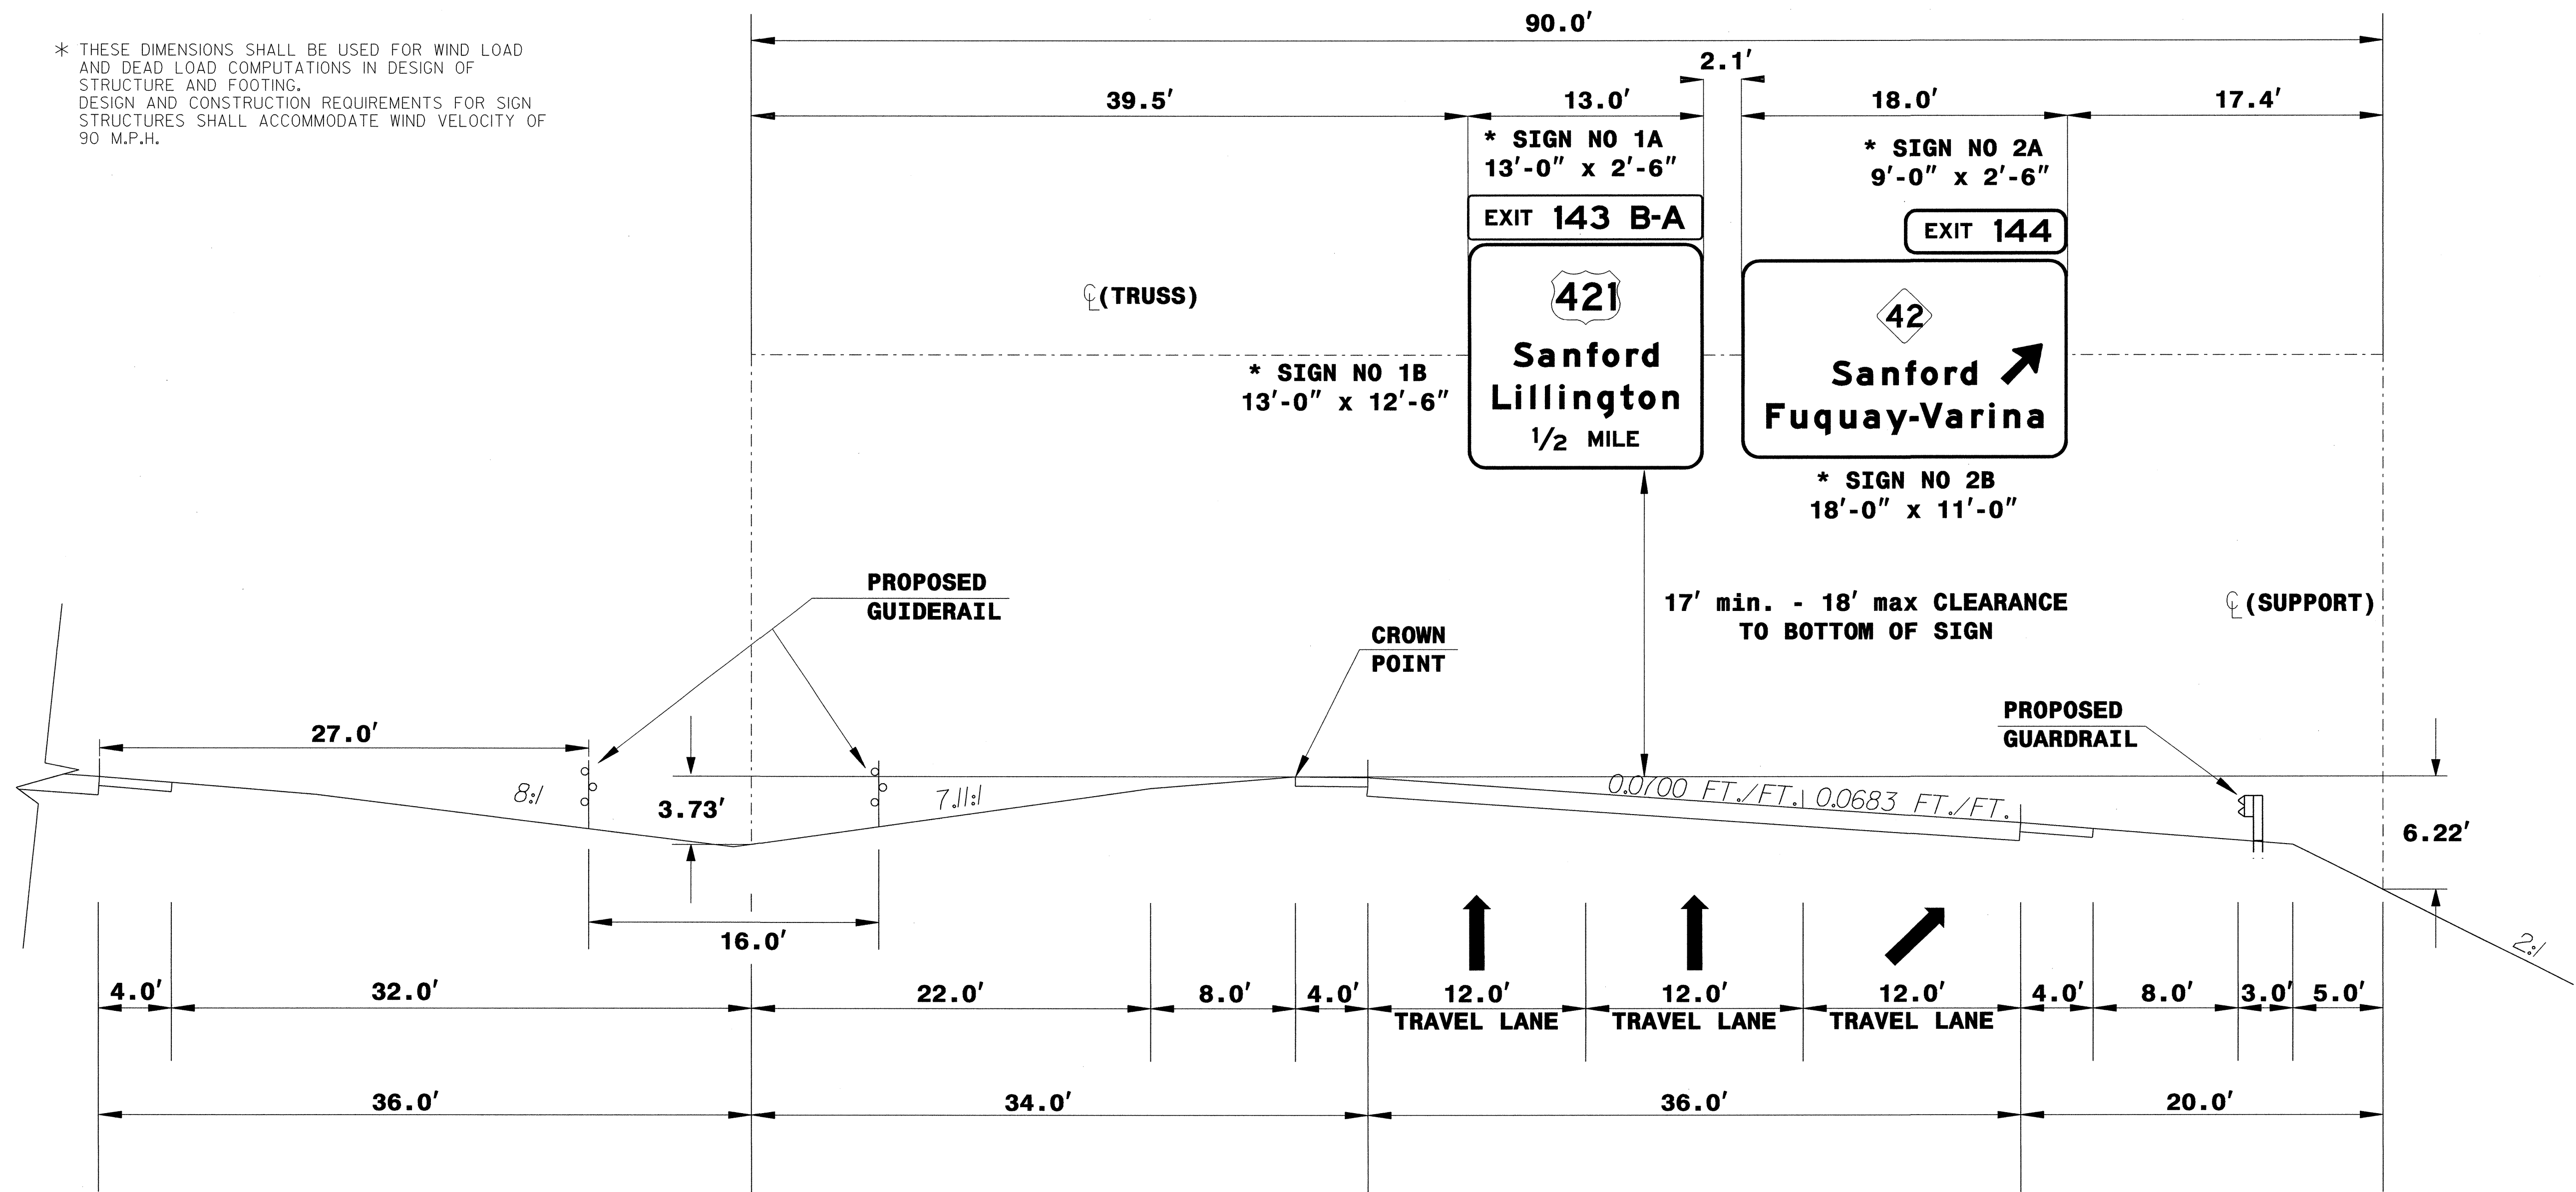 * THESE DIMENSIONS SHALL BE USED FOR WIND LOAD
AND DEAD LOAD COMPUTATIONS IN DESIGN OF
STRUCTURE AND FOOTING.
DESIGN AND CONSTRUCTION REQUIREMENTS FOR SIGN
STRUCTURES SHALL ACCOMMODATE WIND VELOCITY OF
90 M.P.H.
90.0'
2.1'
39.5'
13.0'
18.0'
17.4'
* SIGN NO 1A
13'-0" x 2'-6"
* SIGN NO 2A
9'-0" x 2'-6"
EXIT 143 B-A
EXIT 144
℄ (TRUSS)
421
Sanford
Lillington
1/2 MILE
42
Sanford
Fuquay-Varina
* SIGN NO 1B
13'-0" x 12'-6"
* SIGN NO 2B
18'-0" x 11'-0"
PROPOSED
GUIDERAIL
17' min. - 18' max CLEARANCE
TO BOTTOM OF SIGN
℄ (SUPPORT)
CROWN
POINT
PROPOSED
GUARDRAIL
27.0'
8:1
3.73'
7.11:1
0.0700 FT./FT.
0.0683 FT./FT.
6.22'
16.0'
2:1
4.0'
32.0'
22.0'
8.0'
4.0'
12.0'
TRAVEL LANE
12.0'
TRAVEL LANE
12.0'
TRAVEL LANE
4.0'
8.0'
3.0'
5.0'
36.0'
34.0'
36.0'
20.0'